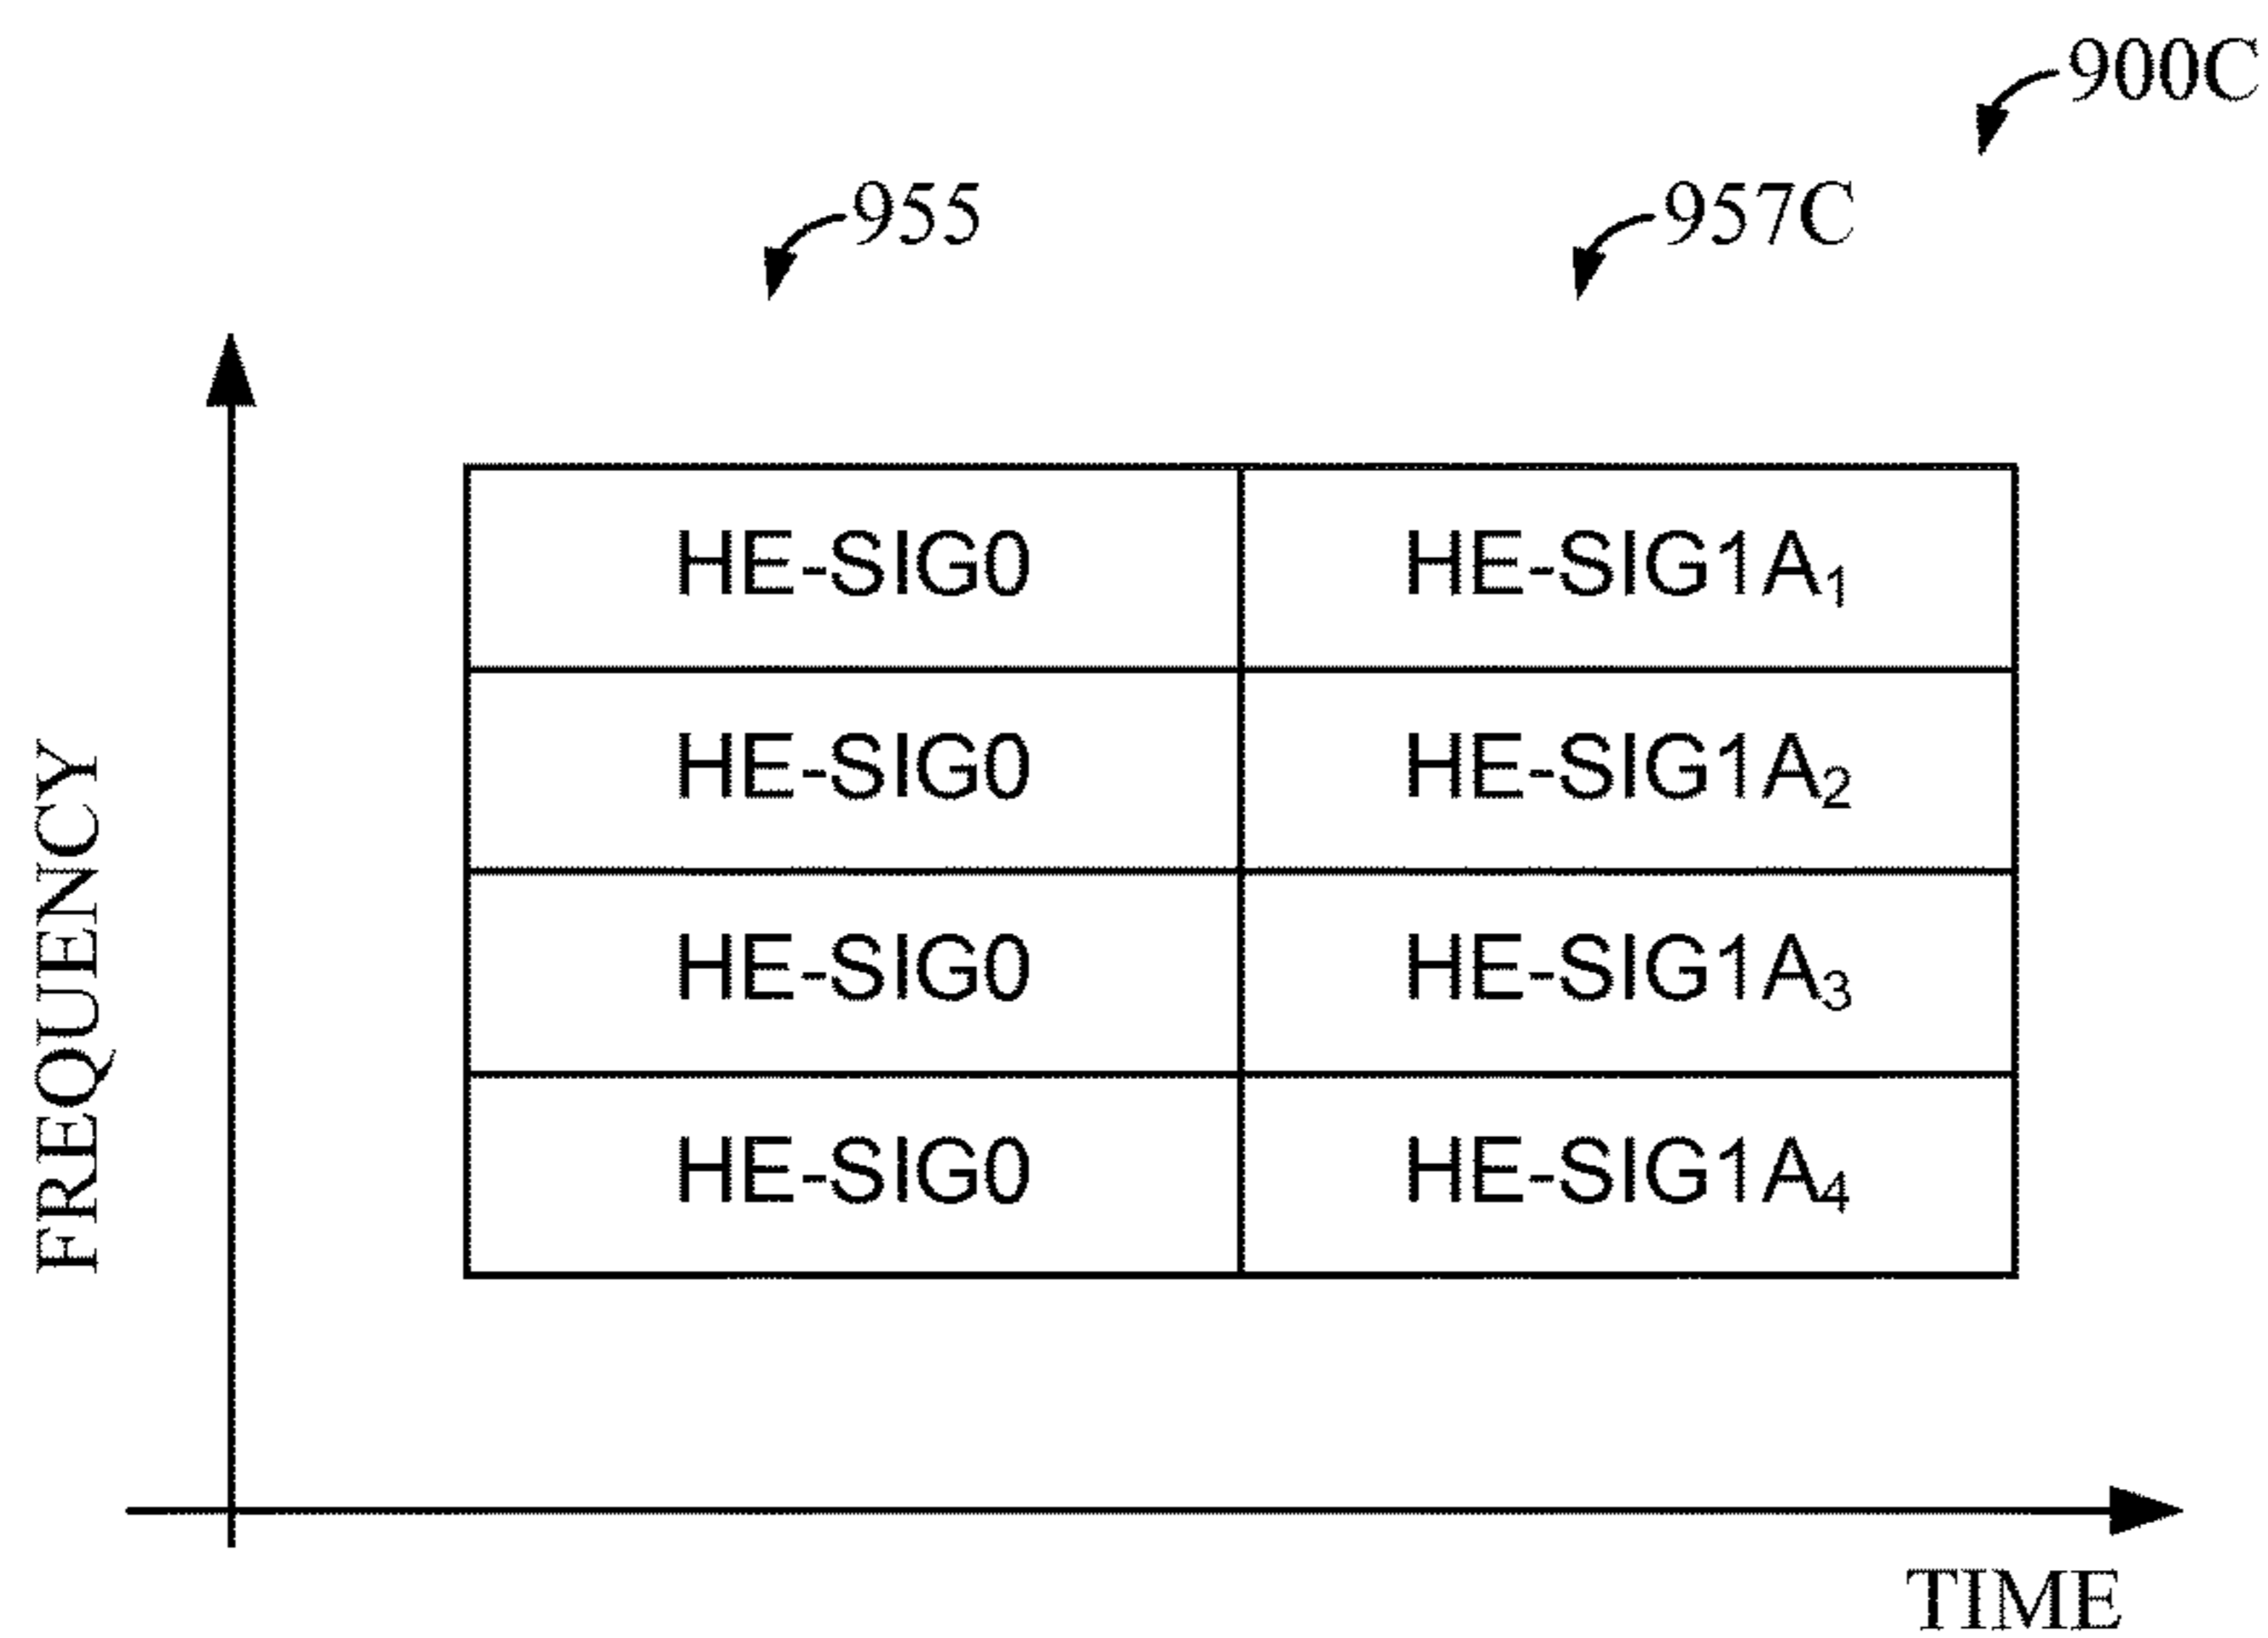 900C
955 957C
HE-SIG0 HE-SIG1A₁
HE-SIG0 HE-SIG1A₂
HE-SIG0 HE-SIG1A₃
HE-SIG0 HE-SIG1A₄
FREQUENCY
TIME